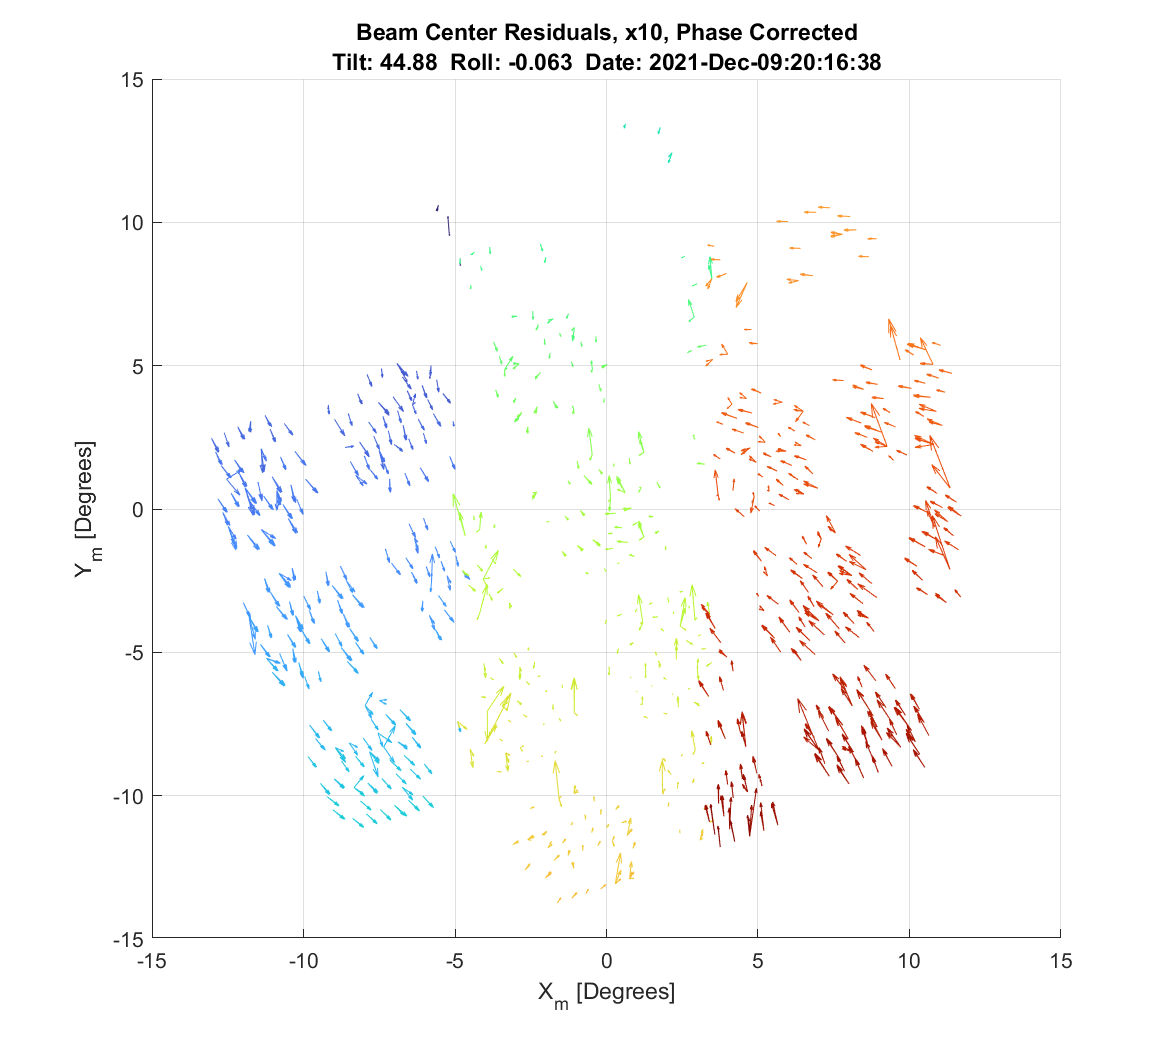 Beam Center Residuals, x10, Phase Corrected
Tilt: 44.88  Roll: -0.063  Date: 2021-Dec-09:20:16:38
15
10
5
0
-5
-10
-15
Y_m [Degrees]
-15 -10 -5 0 5 10 15
X_m [Degrees]